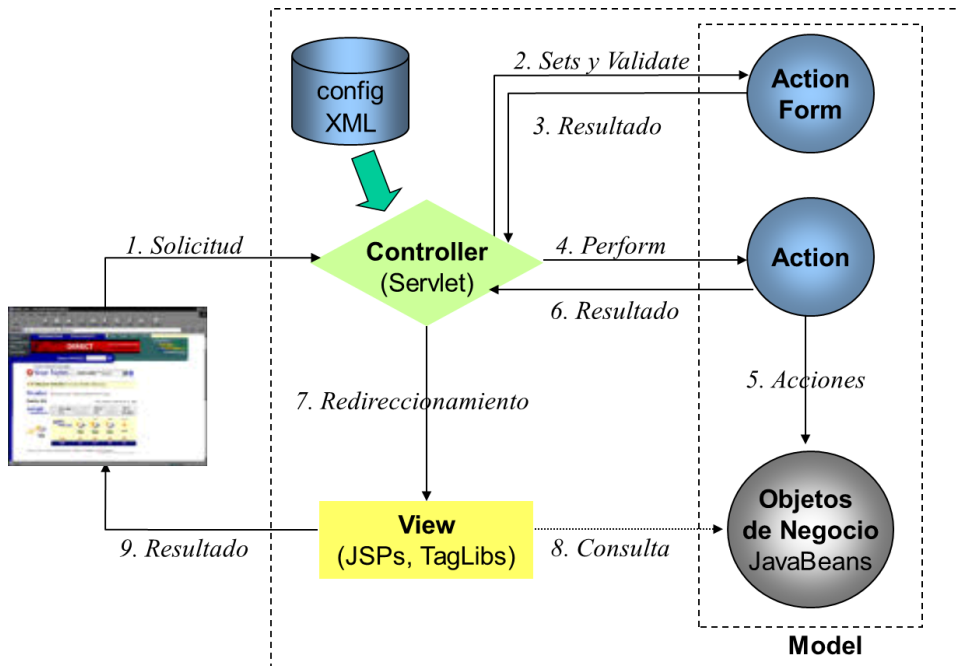 config
XML
2. Sets y Validate
Action
Form
3. Resultado
1. Solicitud
Controller
(Servlet)
4. Perform
Action
6. Resultado
DIRECT
5. Acciones
7. Redireccionamiento
View
(JSPs, TagLibs)
8. Consulta
Objetos
de Negocio
JavaBeans
9. Resultado
Model